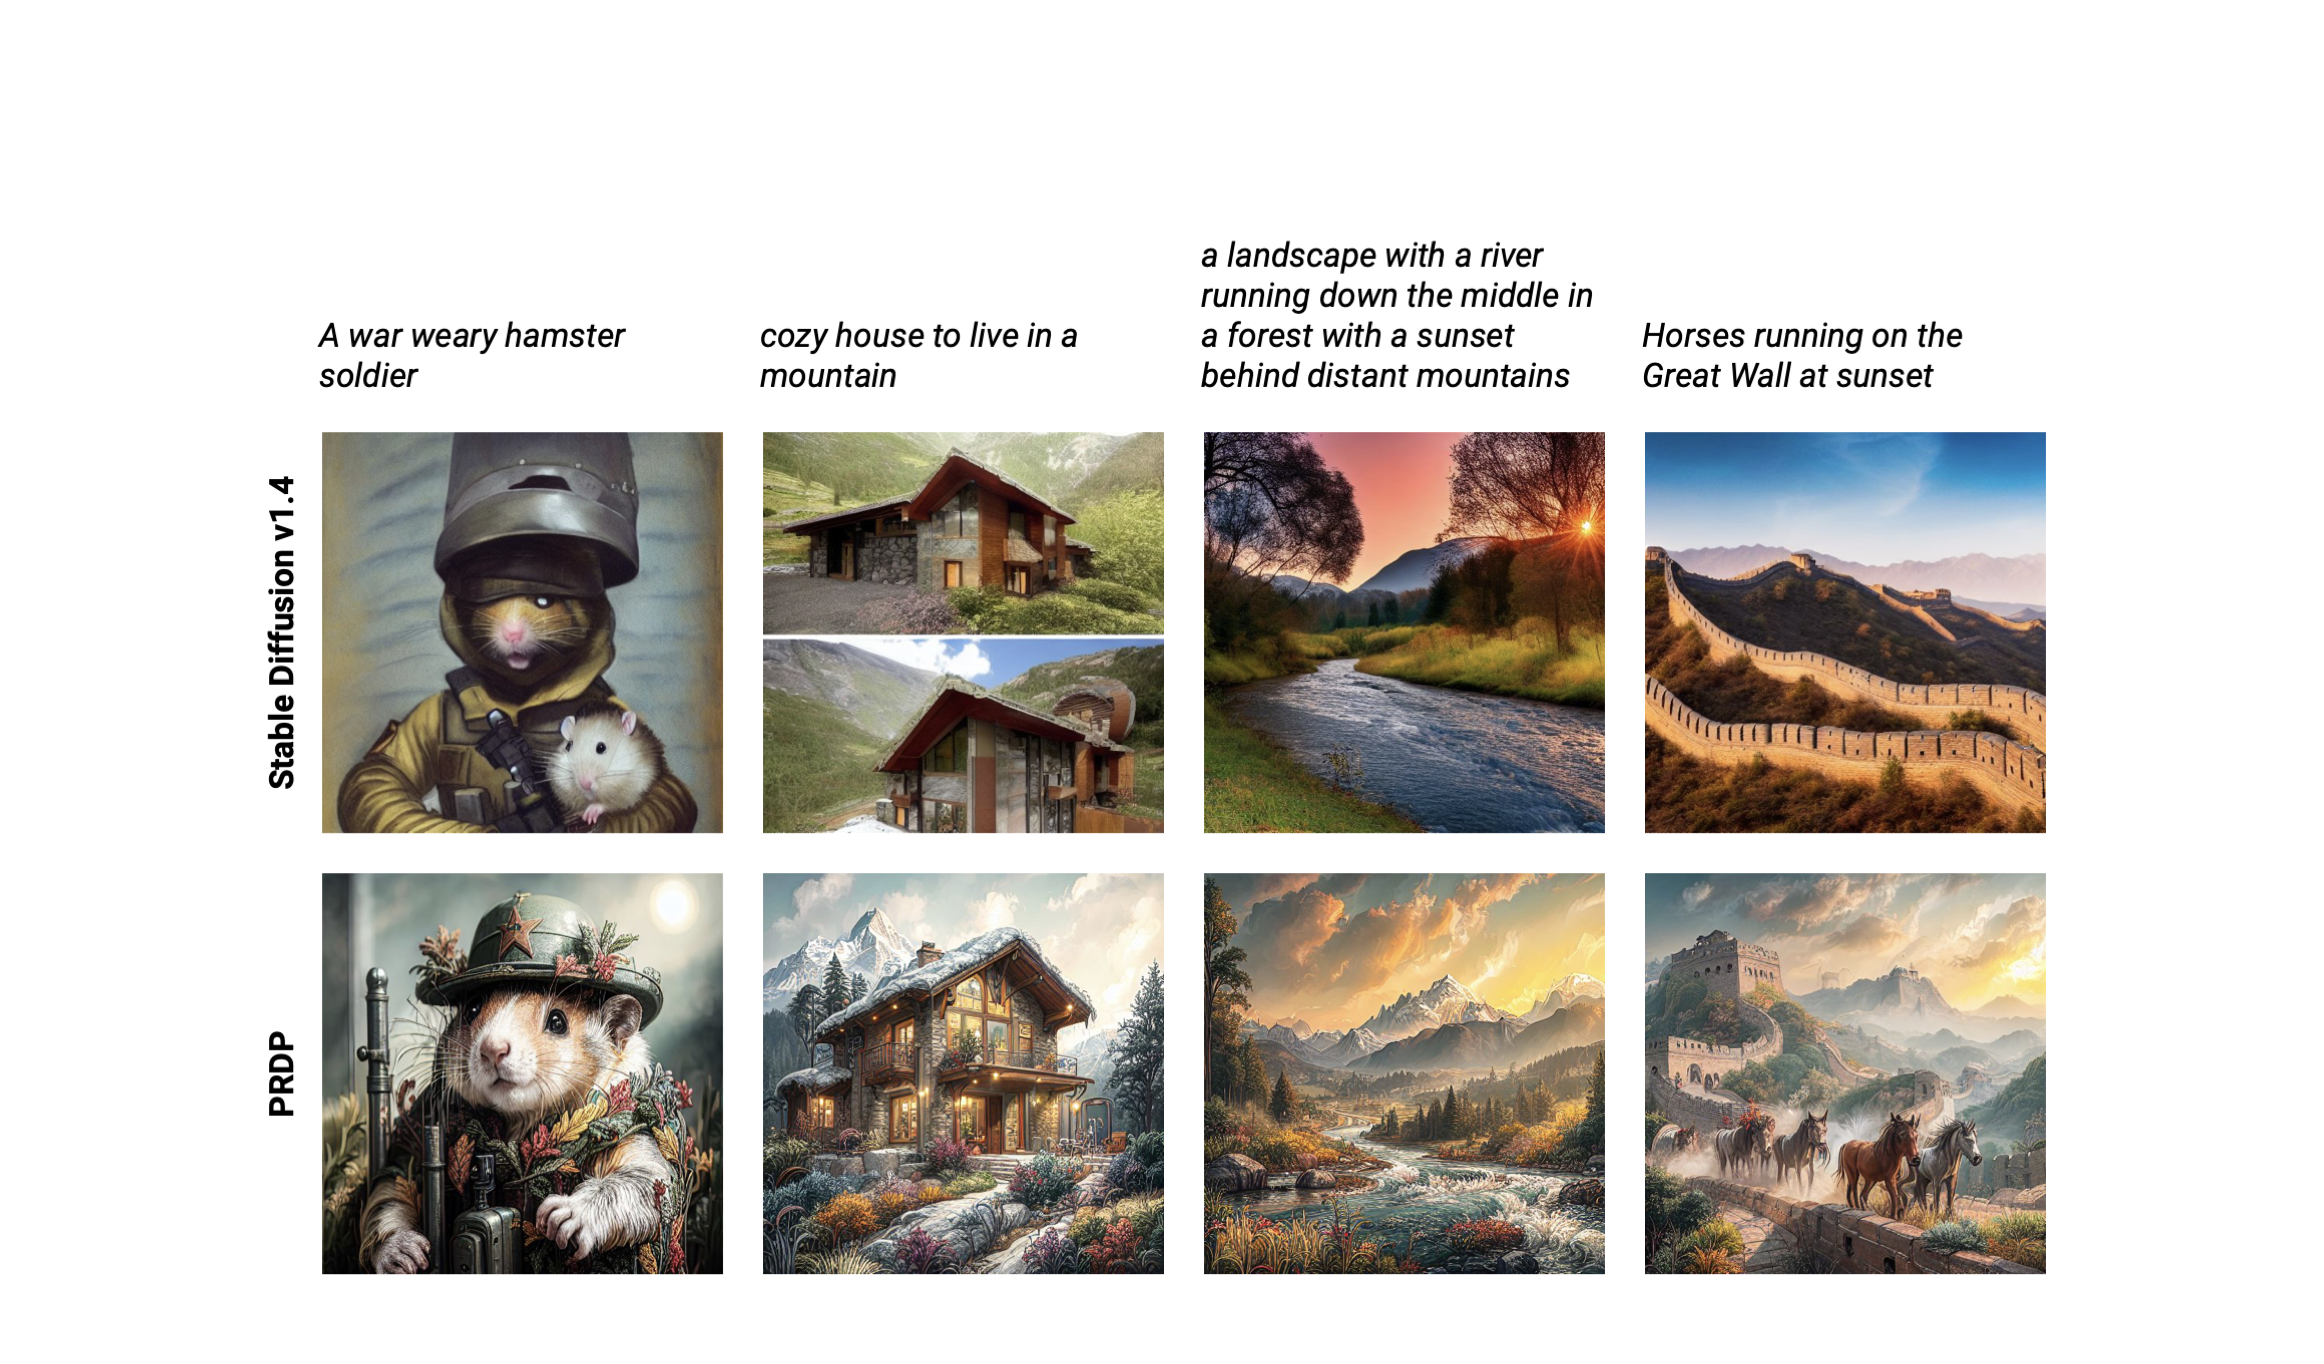 A war weary hamster
soldier
cozy house to live in a
mountain
a landscape with a river
running down the middle in
a forest with a sunset
behind distant mountains
Horses running on the
Great Wall at sunset
Stable Diffusion v1.4
PRDP